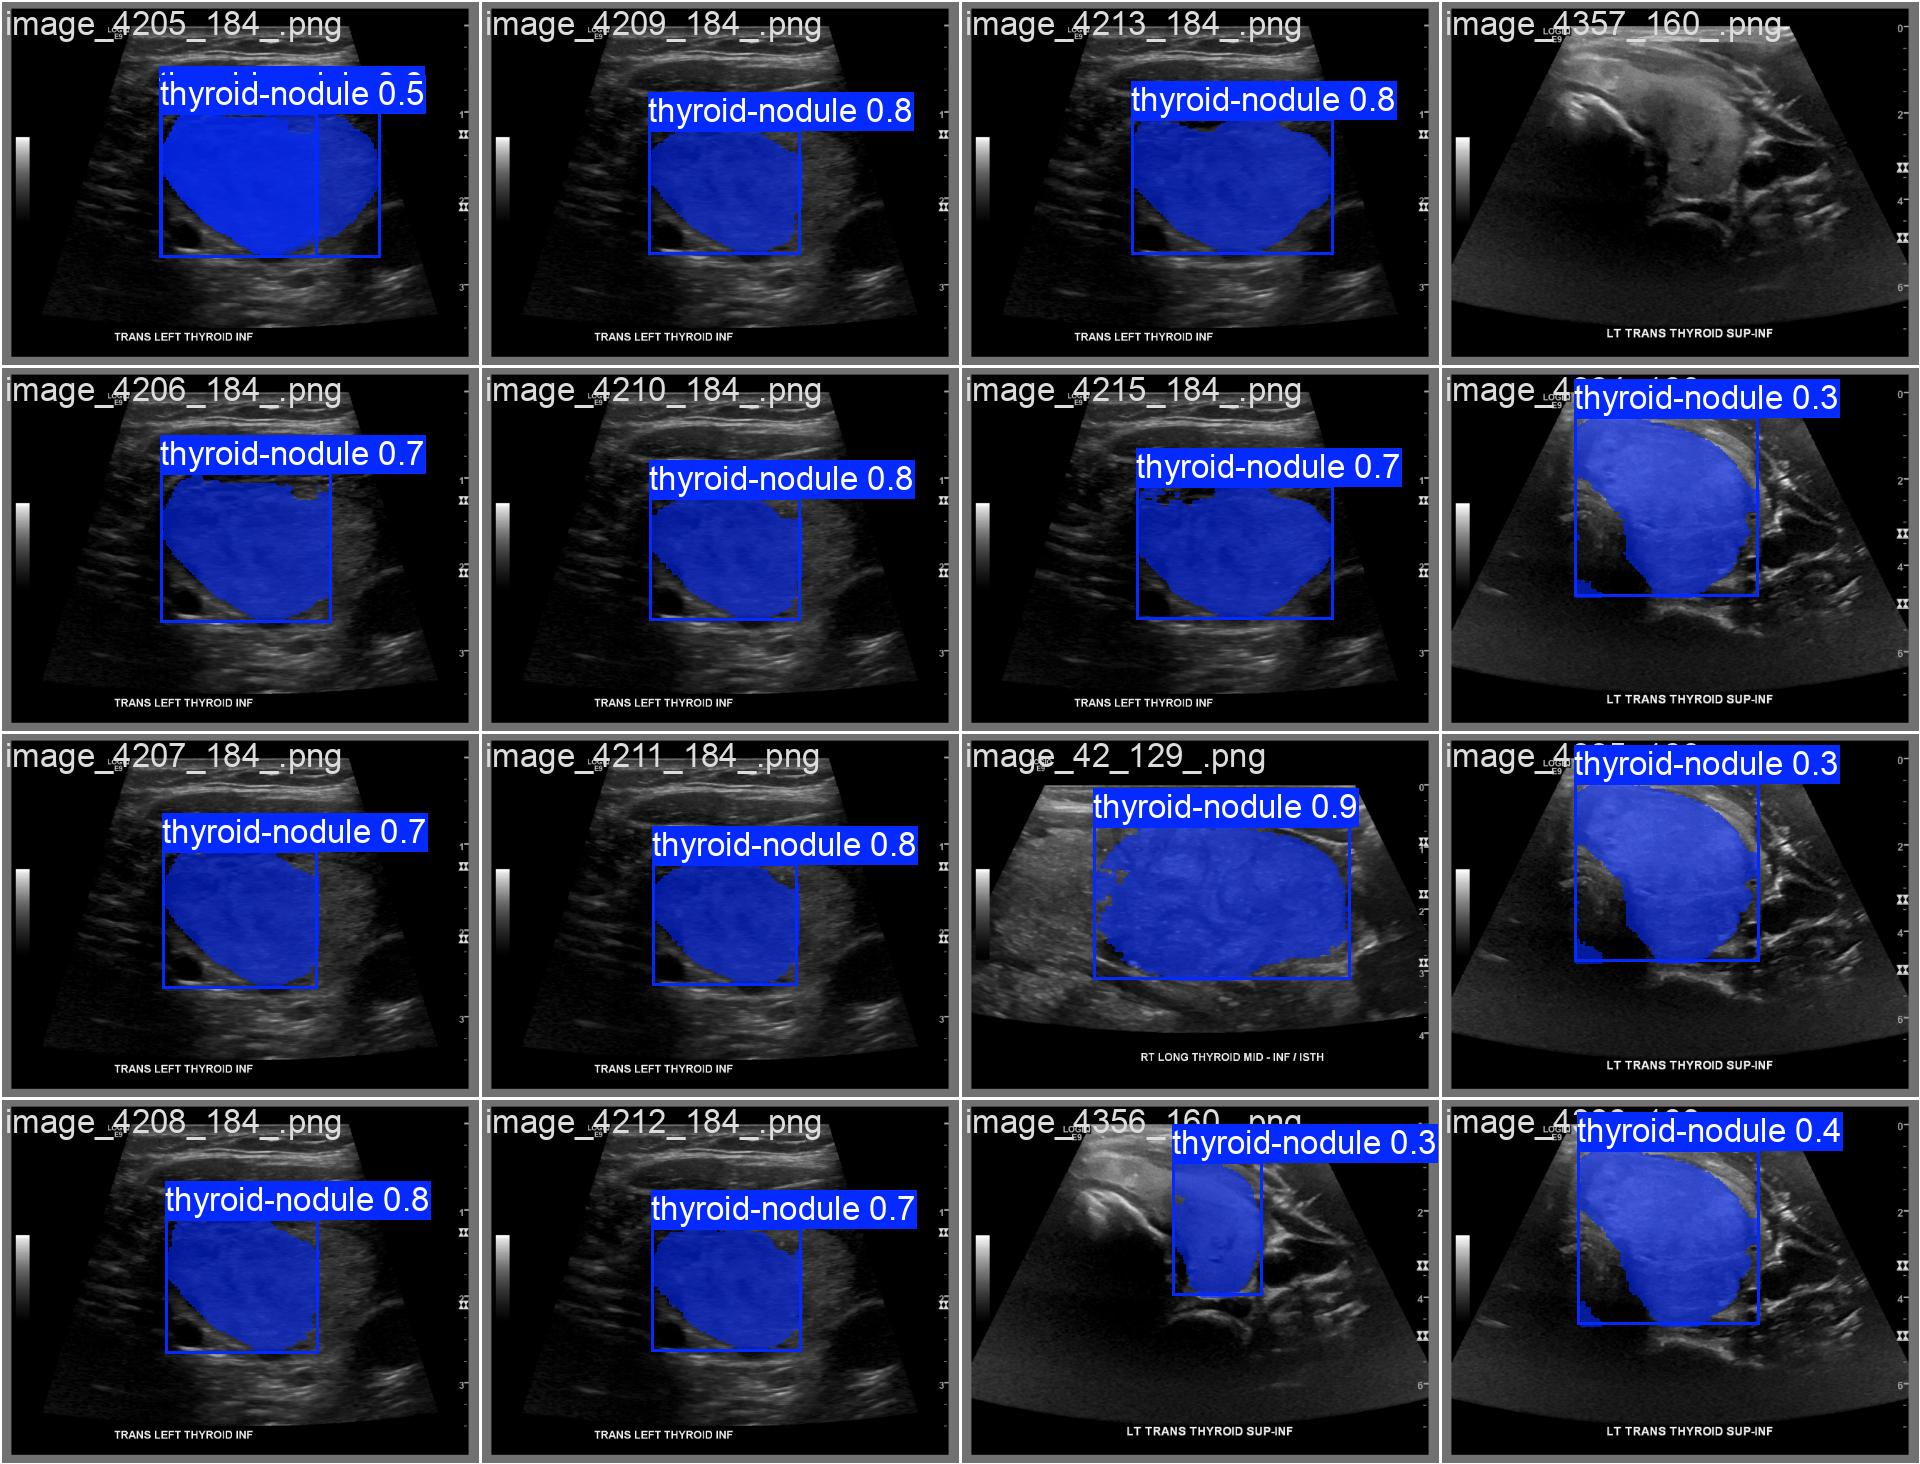 image_4205_184_.png
thyroid-nodule 0.5
TRANS LEFT THYROID INF
image_4209_184_.png
thyroid-nodule 0.8
TRANS LEFT THYROID INF
image_4213_184_.png
thyroid-nodule 0.8
TRANS LEFT THYROID INF
image_4357_160_.png
LT TRANS THYROID SUP-INF
image_4206_184_.png
thyroid-nodule 0.7
TRANS LEFT THYROID INF
image_4210_184_.png
thyroid-nodule 0.8
TRANS LEFT THYROID INF
image_4215_184_.png
thyroid-nodule 0.7
TRANS LEFT THYROID INF
thyroid-nodule 0.3
LT TRANS THYROID SUP-INF
image_4207_184_.png
thyroid-nodule 0.7
TRANS LEFT THYROID INF
image_4211_184_.png
thyroid-nodule 0.8
TRANS LEFT THYROID INF
image_42_129_.png
thyroid-nodule 0.9
RT LONG THYROID MID - INF / ISTH
thyroid-nodule 0.3
LT TRANS THYROID SUP-INF
image_4208_184_.png
thyroid-nodule 0.8
TRANS LEFT THYROID INF
image_4212_184_.png
thyroid-nodule 0.7
TRANS LEFT THYROID INF
image_4356_160_.png
thyroid-nodule 0.3
LT TRANS THYROID SUP-INF
thyroid-nodule 0.4
LT TRANS THYROID SUP-INF